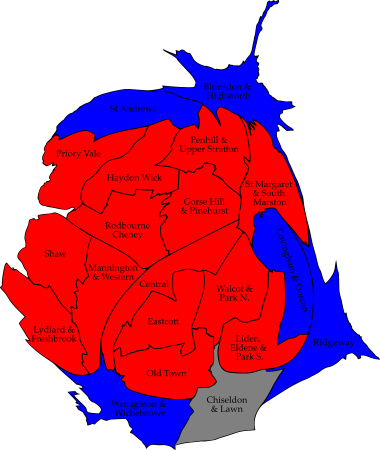 Blunsdon &
Highworth
St Andrews
Penhill &
Upper Stratton
Priory Vale
Haydon Wick
St Margaret
& South
Marston
Gorse Hill
& Pinehurst
Rodbourne
Cheney
Covingham & Dorcan
Shaw
Mannington
& Western
Central
Walcot &
Park N.
Eastcott
Lydiard &
Freshbrook
Liden,
Eldene &
Park S.
Ridgeway
Old Town
Chiseldon
& Lawn
Wroughton &
Wichelstowe